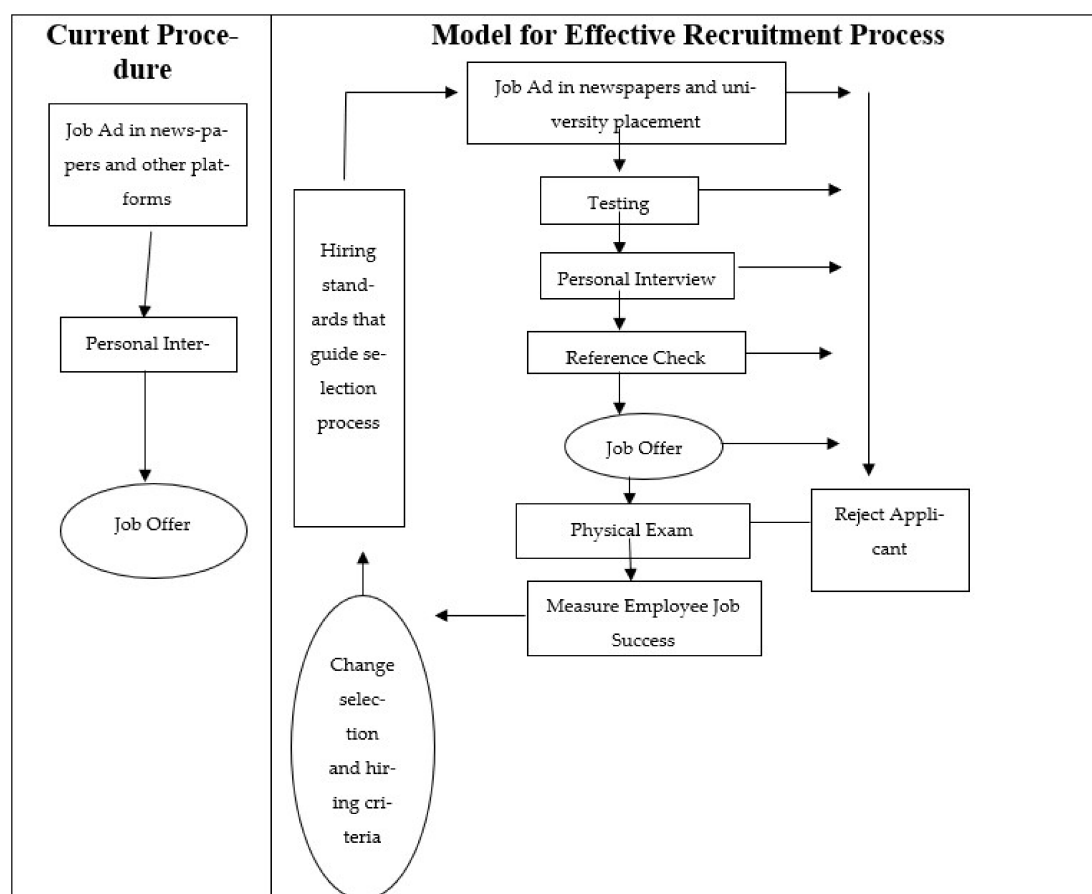 Current Proce-
dure
Job Ad in news-pa-
pers and other plat-
forms
Personal Inter-
Job Offer
Model for Effective Recruitment Process
Job Ad in newspapers and uni-
versity placement
Testing
Personal Interview
Reference Check
Job Offer
Physical Exam
Measure Employee Job
Success
Reject Appli-
cant
Hiring
stand-
ards that
guide se-
lection
process
Change
selec-
tion
and hir-
ing cri-
teria